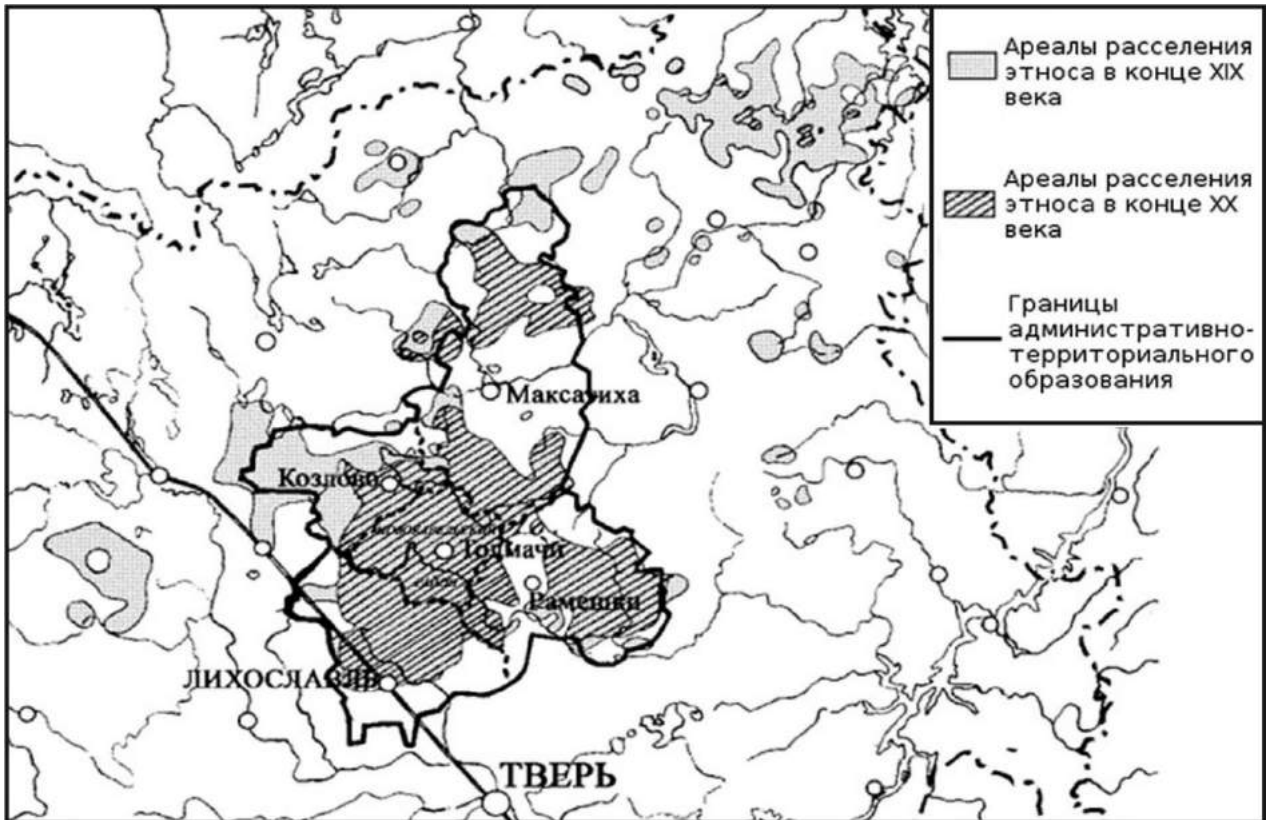 Ареалы расселения
этноса в конце XIX
века
Ареалы расселения
этноса в конце XX
века
Границы
административно-
территориального
образования
Максатиха
Козлово
Толмачи
Рамешки
ЛИХОСЛАВЛЬ
ТВЕРЬ